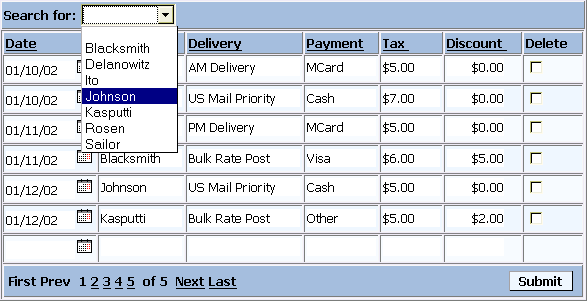 Search for:
Date Delivery Payment Tax Discount Delete
Blacksmith
Delanowitz
Ito
Johnson
Kasputti
Rosen
Sailor
01/10/02 AM Delivery MCard $5.00 $0.00
01/10/02 US Mail Priority Cash $7.00 $0.00
01/11/02 PM Delivery MCard $5.00 $0.00
01/11/02 Blacksmith Bulk Rate Post Visa $6.00 $5.00
01/12/02 Johnson US Mail Priority Cash $5.00 $0.00
01/12/02 Kasputti Bulk Rate Post Other $5.00 $2.00
First Prev 1 2 3 4 5 of 5 Next Last Submit